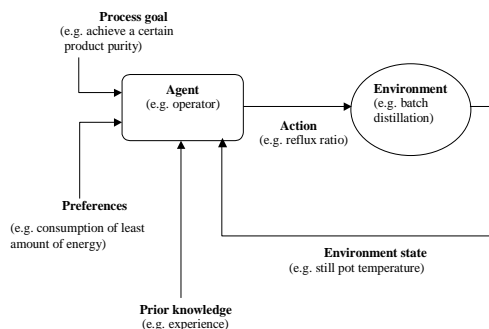 Process goal
(e.g. achieve a certain
product purity)
Agent
(e.g. operator)
Environment
(e.g. batch
distillation)
Action
(e.g. reflux ratio)
Preferences
(e.g. consumption of least
amount of energy)
Environment state
(e.g. still pot temperature)
Prior knowledge
(e.g. experience)